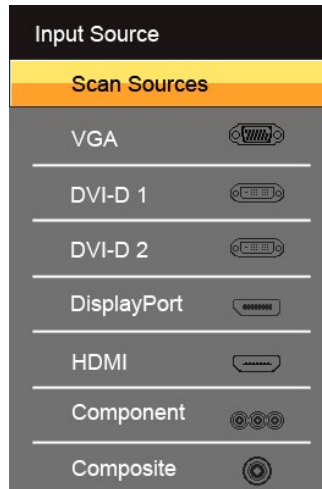 Input Source
Scan Sources
VGA
DVI-D 1
DVI-D 2
DisplayPort
HDMI
Component
Composite